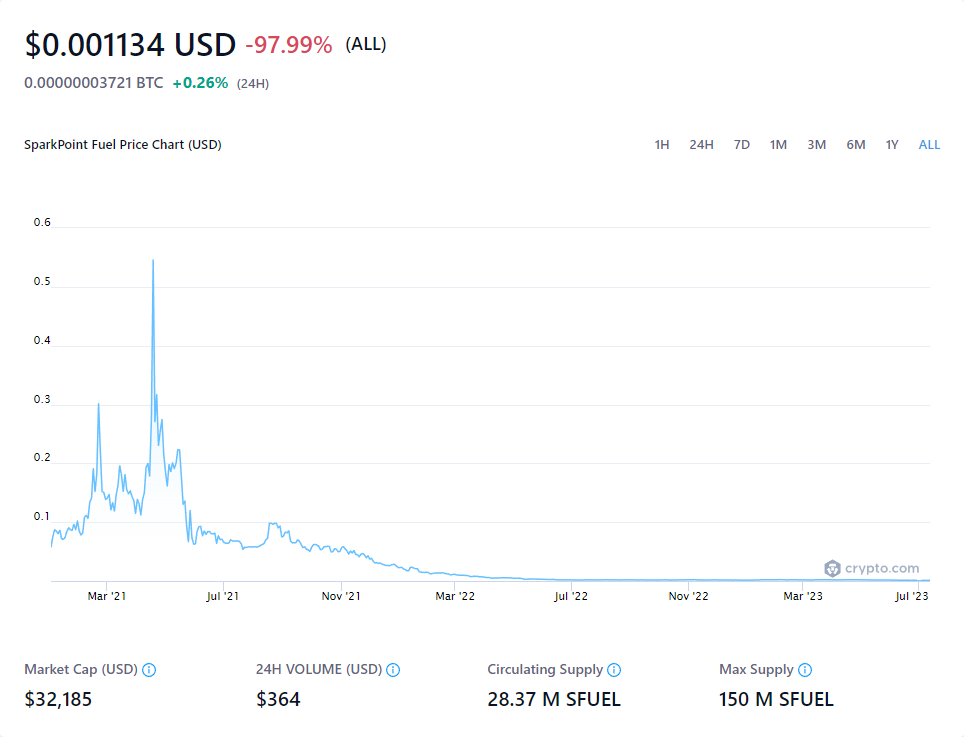 $0.001134 USD -97.99% (ALL)
0.00000003721 BTC +0.26% (24H)
SparkPoint Fuel Price Chart (USD) 1H 24H 7D 1M 3M 6M 1Y ALL
0.6
0.5
0.4
0.3
0.2
0.1
crypto.com
Mar '21 Jul '21 Nov '21 Mar '22 Jul '22 Nov '22 Mar '23 Jul '23
Market Cap (USD) 24H VOLUME (USD) Circulating Supply Max Supply
$32,185 $364 28.37 M SFUEL 150 M SFUEL